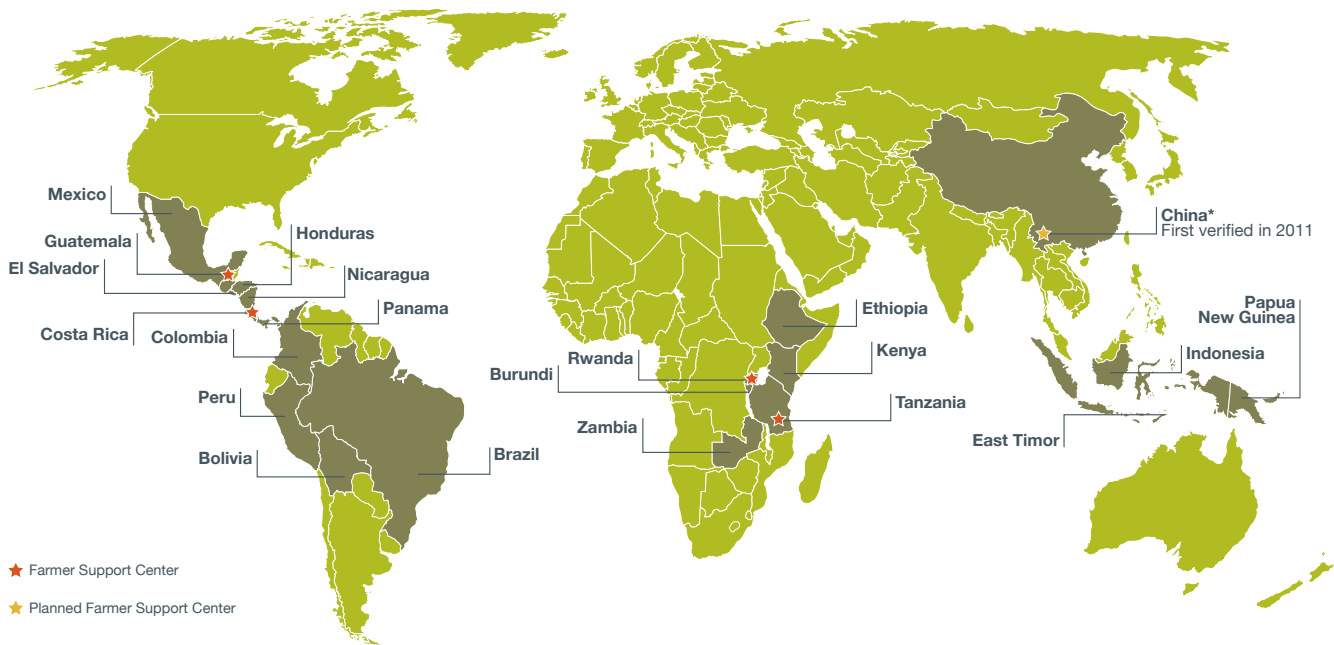 Mexico
Guatemala
El Salvador
Honduras
Nicaragua
Panama
Costa Rica
Colombia
Peru
Bolivia
Brazil
Ethiopia
Kenya
Rwanda
Burundi
Tanzania
Zambia
China*
First verified in 2011
Papua
New Guinea
Indonesia
East Timor
Farmer Support Center
Planned Farmer Support Center